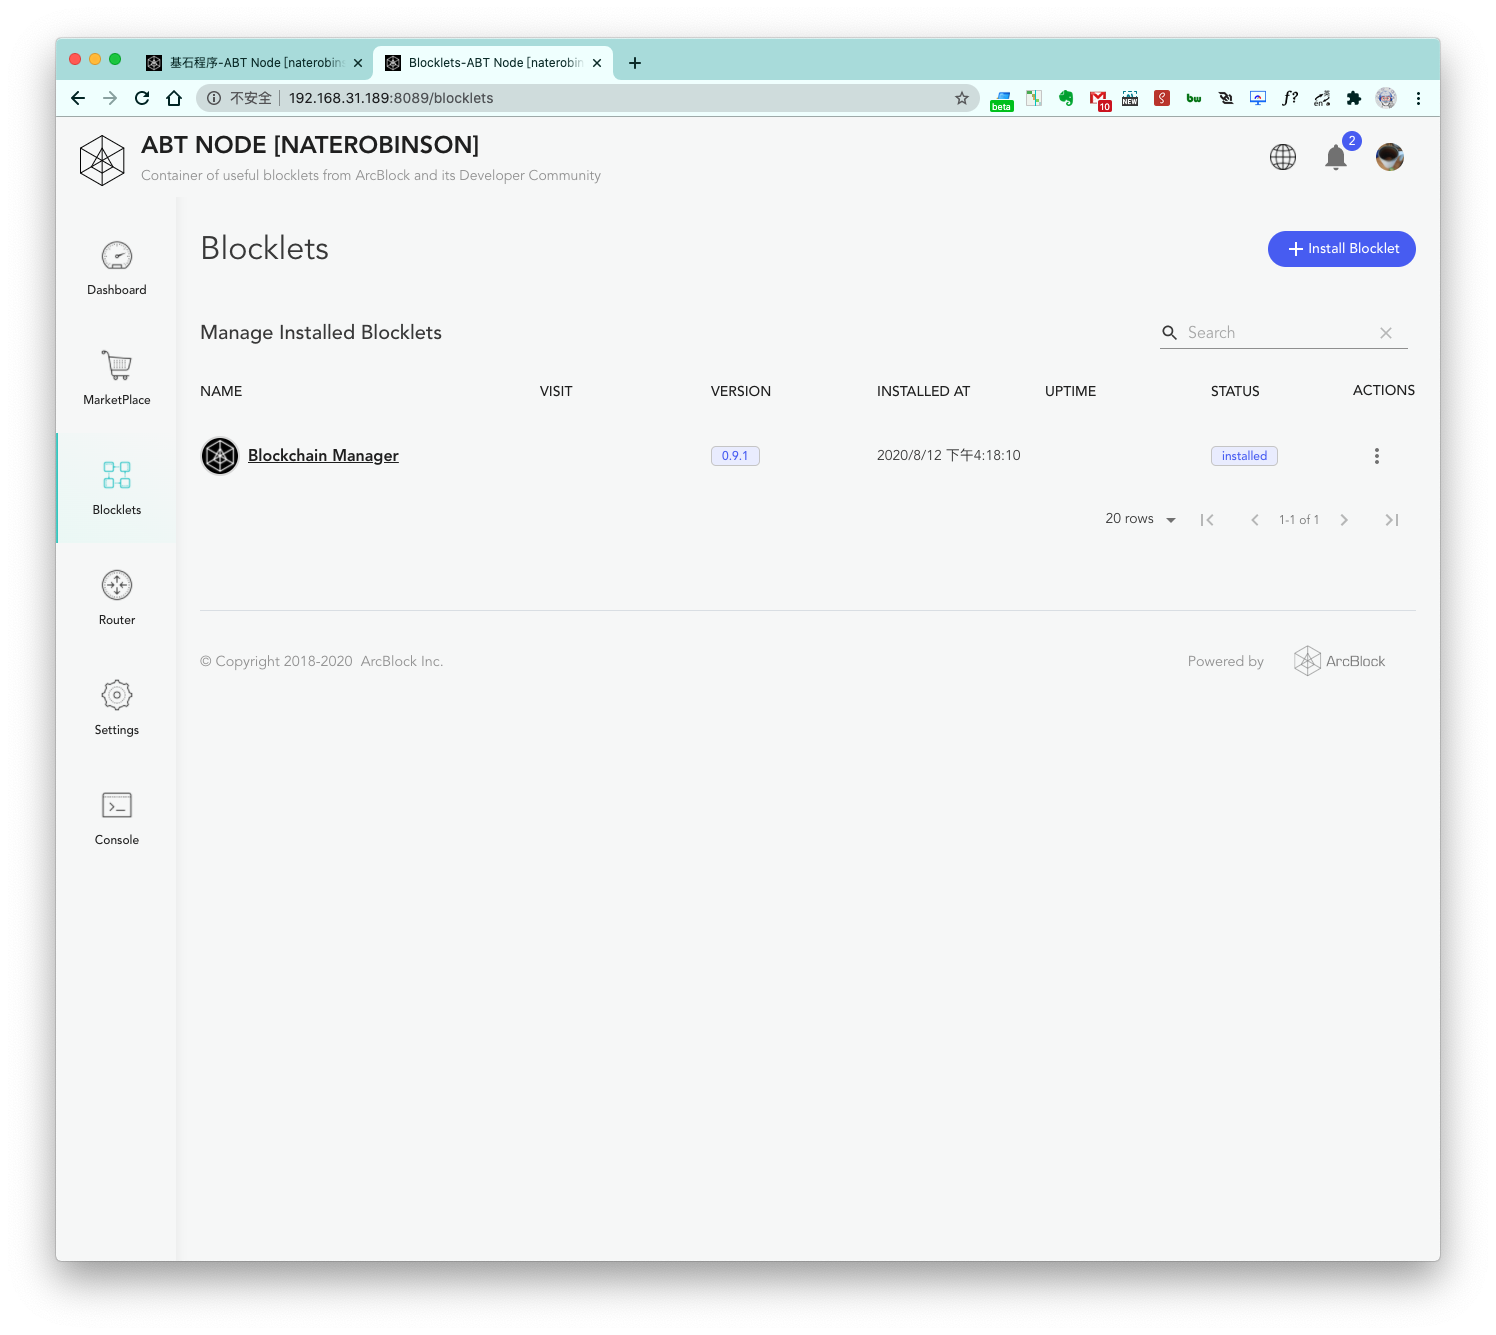 基石程序-ABT Node [naterobins
Blocklets-ABT Node [naterobin
不安全 192.168.31.189:8089/blocklets
beta
10
NEW
bw
f?
en
ABT NODE [NATEROBINSON]
Container of useful blocklets from ArcBlock and its Developer Community
2
Dashboard
MarketPlace
Blocklets
Router
Settings
Console
Blocklets
Install Blocklet
Manage Installed Blocklets
Search
NAME VISIT VERSION INSTALLED AT UPTIME STATUS ACTIONS
Blockchain Manager 0.9.1 2020/8/12 下午4:18:10 installed
20 rows 1-1 of 1
© Copyright 2018-2020 ArcBlock Inc.
Powered by ArcBlock